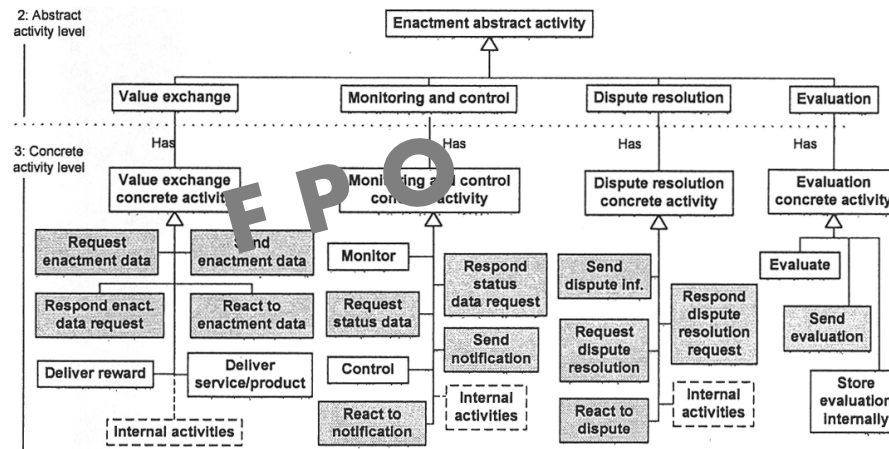 2: Abstract
activity level
Enactment abstract activity
Value exchange
Monitoring and control
Dispute resolution
Evaluation
3: Concrete
activity level
Has
Has
Has
Has
Value exchange
concrete activity
Monitoring and control
concrete activity
Dispute resolution
concrete activity
Evaluation
concrete activity
FPO
Request
enactment data
Send
enactment data
Respond enact.
data request
React to
enactment data
Deliver reward
Deliver
service/product
Internal activities
Monitor
Respond
status
data request
Request
status data
Send
notification
Control
Internal
activities
React to
notification
Send
dispute inf.
Respond
dispute
resolution
request
Request
dispute
resolution
Internal
activities
React to
dispute
Evaluate
Send
evaluation
Store
evaluation
internally